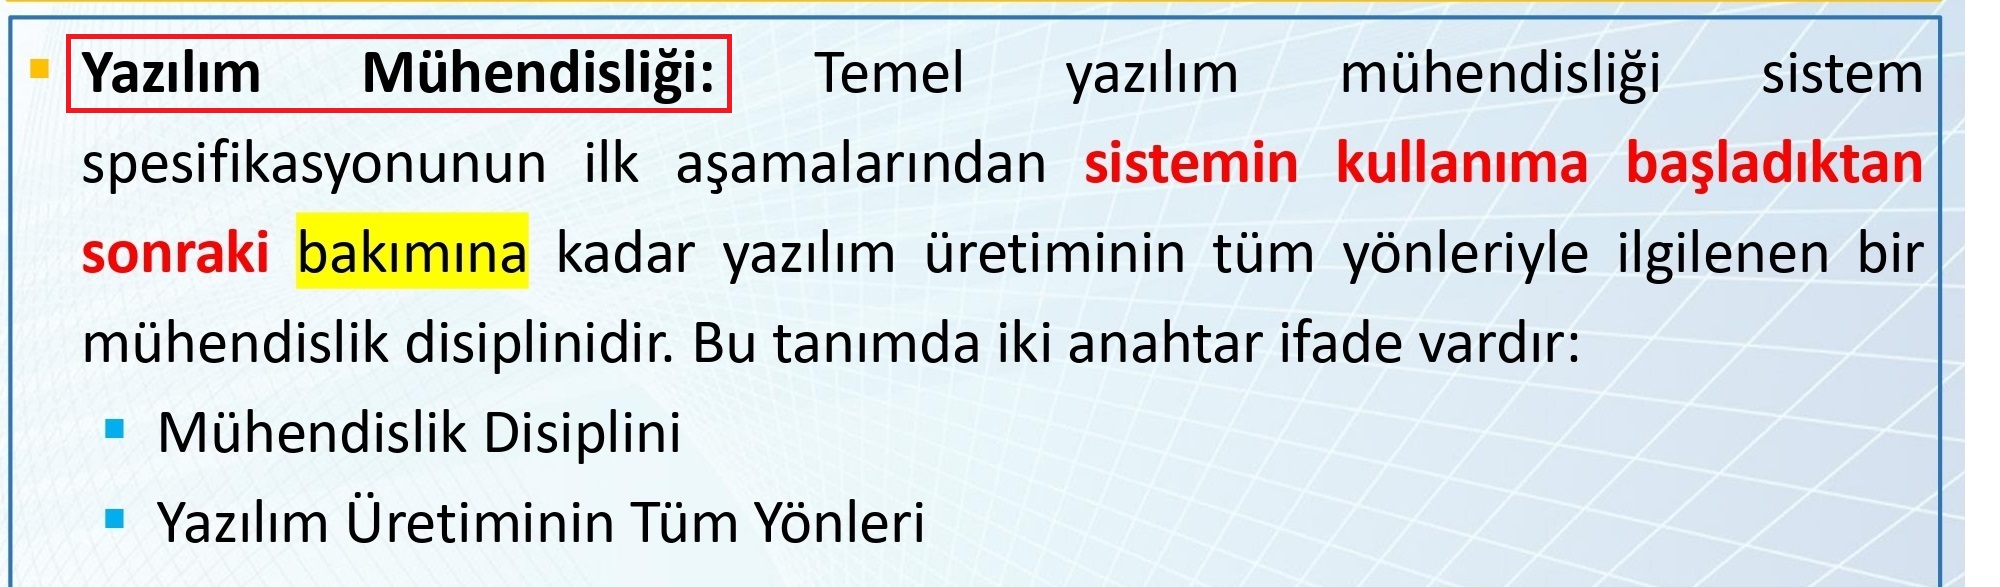 Yazılım Mühendisliği: Temel yazılım mühendisliği sistem
spesifikasyonunun ilk aşamalarından sistemin kullanıma başladıktan
sonraki bakımına kadar yazılım üretiminin tüm yönleriyle ilgilenen bir
mühendislik disiplinidir. Bu tanımda iki anahtar ifade vardır:
Mühendislik Disiplini
Yazılım Üretiminin Tüm Yönleri